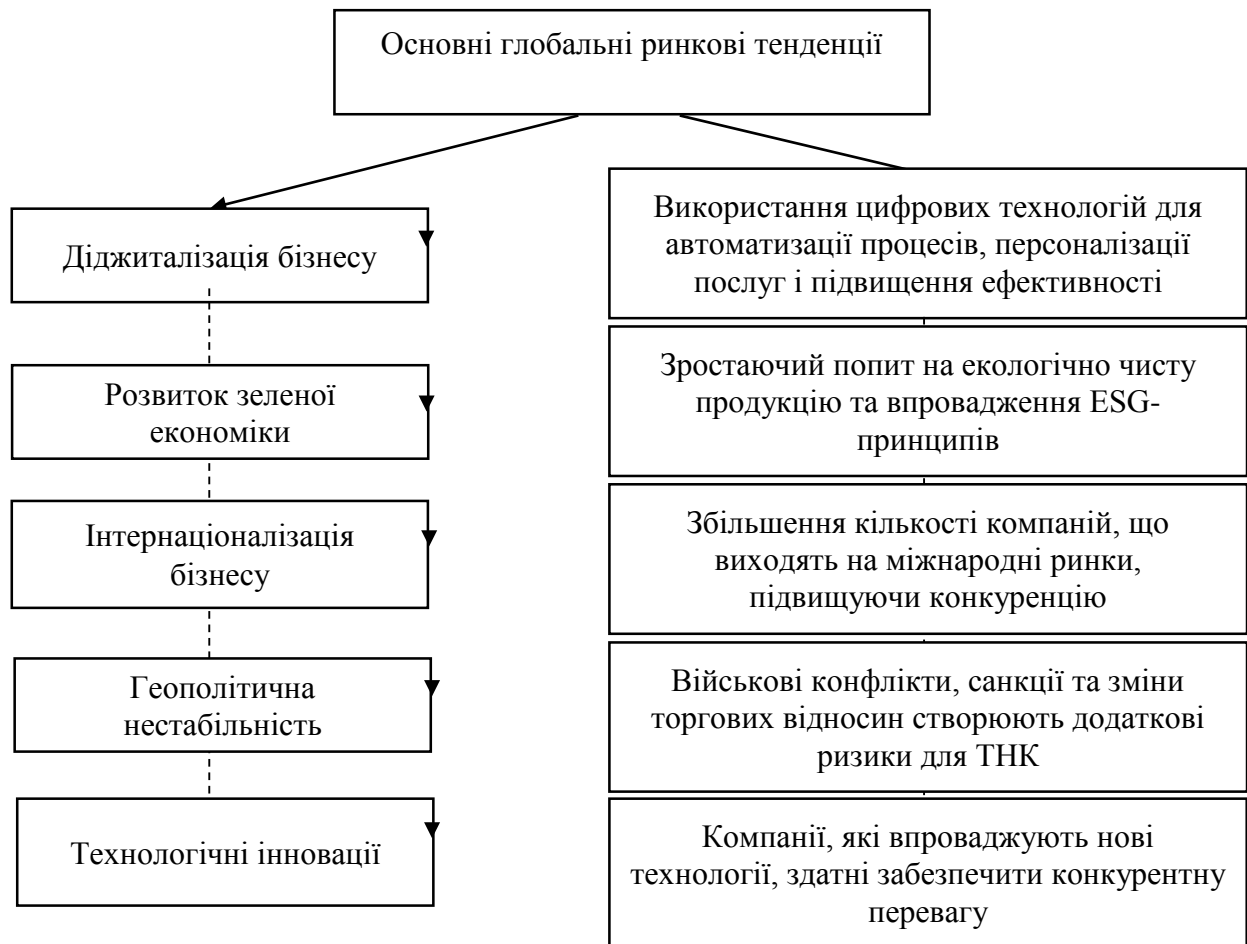 Основні глобальні ринкові тенденції
Діджиталізація бізнесу
Використання цифрових технологій для
автоматизації процесів, персоналізації
послуг і підвищення ефективності
Розвиток зеленої
економіки
Зростаючий попит на екологічно чисту
продукцію та впровадження ESG-
принципів
Інтернаціоналізація
бізнесу
Збільшення кількості компаній, що
виходять на міжнародні ринки,
підвищуючи конкуренцію
Геополітична
нестабільність
Військові конфлікти, санкції та зміни
торгових відносин створюють додаткові
ризики для ТНК
Технологічні інновації
Компанії, які впроваджують нові
технології, здатні забезпечити конкурентну
перевагу